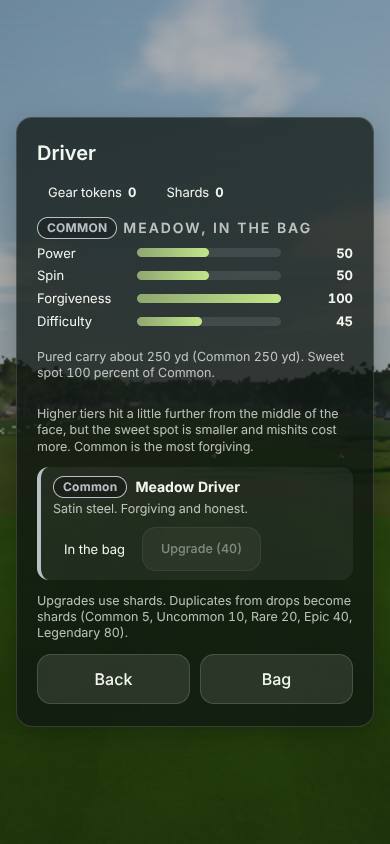 Driver
Gear tokens 0 Shards 0
COMMON MEADOW, IN THE BAG
Power 50
Spin 50
Forgiveness 100
Difficulty 45
Pured carry about 250 yd (Common 250 yd). Sweet
spot 100 percent of Common.
Higher tiers hit a little further from the middle of the
face, but the sweet spot is smaller and mishits cost
more. Common is the most forgiving.
Common Meadow Driver
Satin steel. Forgiving and honest.
In the bag Upgrade (40)
Upgrades use shards. Duplicates from drops become
shards (Common 5, Uncommon 10, Rare 20, Epic 40,
Legendary 80).
Back Bag